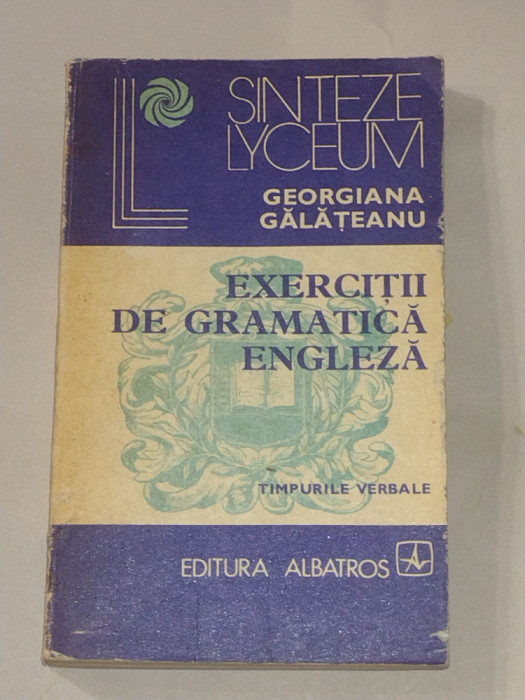 SINTEZE
LYCEUM
GEORGIANA
GĂLĂȚEANU
EXERCIȚII
DE GRAMATICĂ
ENGLEZĂ
TIMPURILE VERBALE
EDITURA ALBATROS